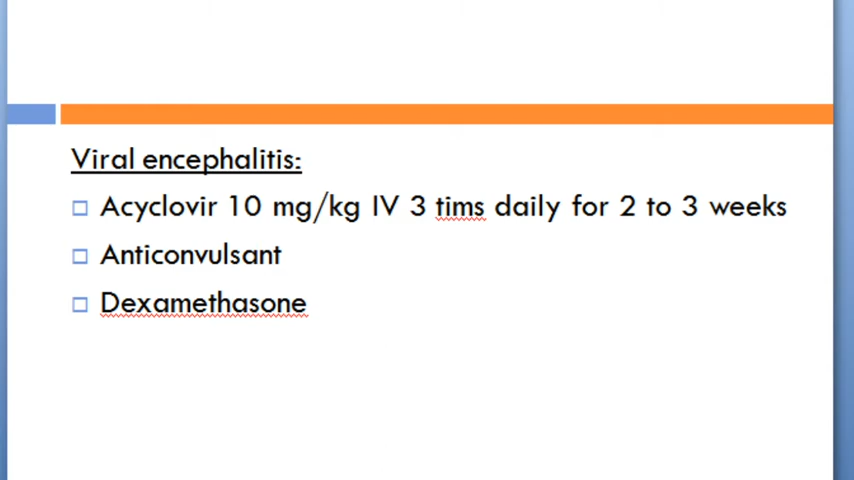 Viral encephalitis:
Acyclovir 10 mg/kg IV 3 tims daily for 2 to 3 weeks
Anticonvulsant
Dexamethasone